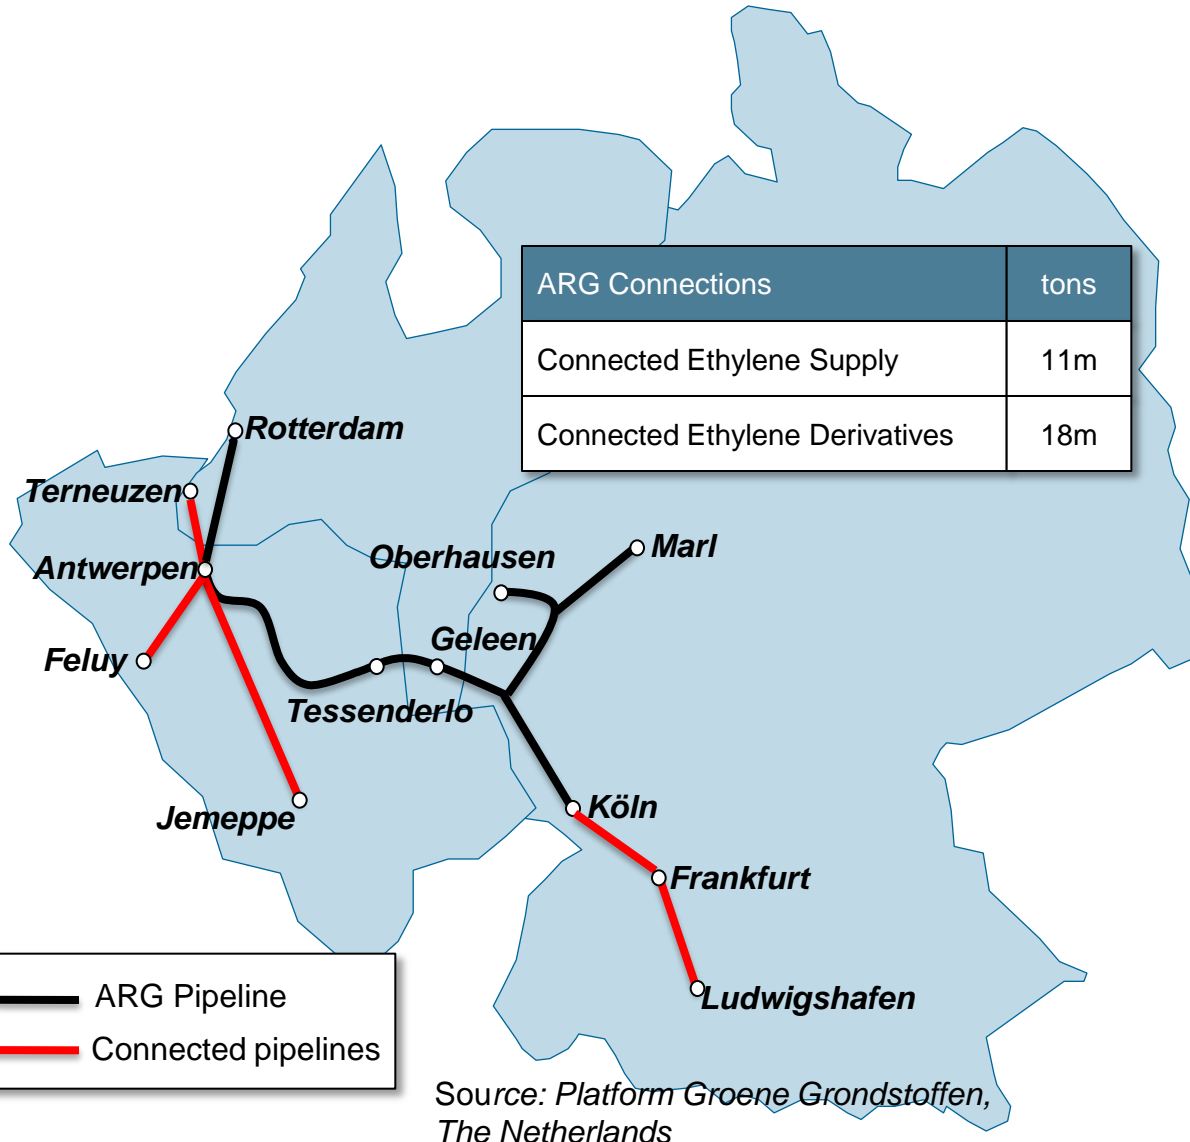 ARG Connections tons
Connected Ethylene Supply 11m
Connected Ethylene Derivatives 18m
Rotterdam
Terneuzen
Antwerpen
Oberhausen
Marl
Geleen
Feluy
Tessenderlo
Jemeppe
Köln
Frankfurt
Ludwigshafen
ARG Pipeline
Connected pipelines
Source: Platform Groene Grondstoffen,
The Netherlands